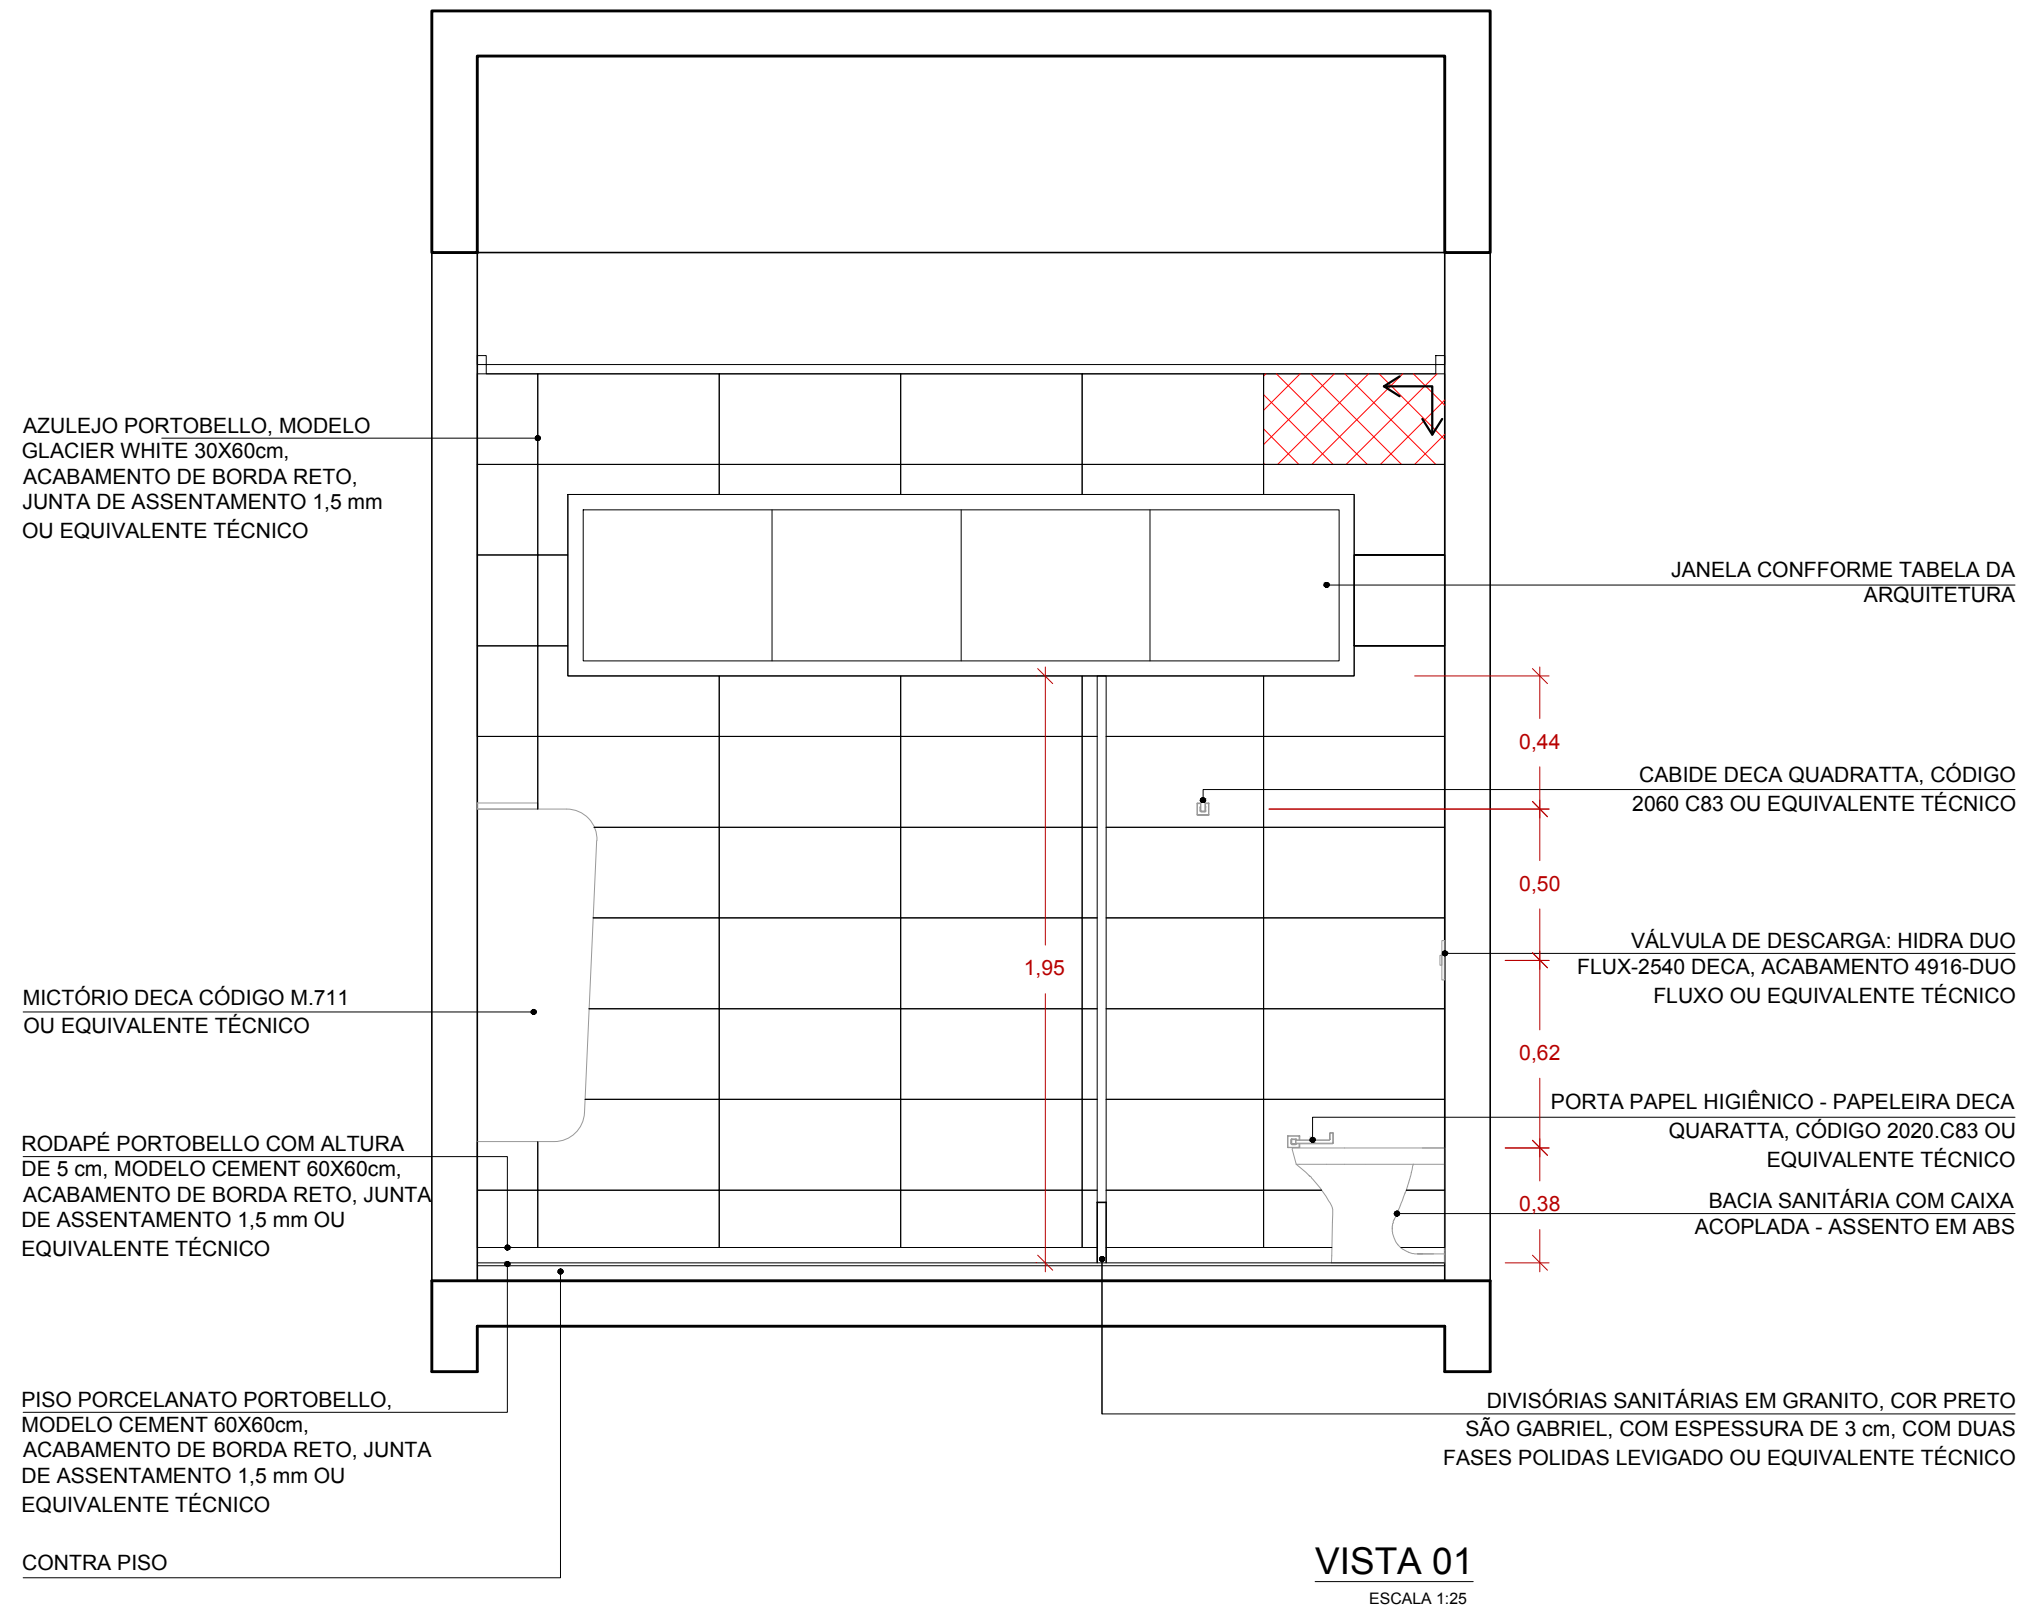 AZULEJO PORTOBELLO, MODELO
GLACIER WHITE 30X60cm,
ACABAMENTO DE BORDA RETO,
JUNTA DE ASSENTAMENTO 1,5 mm
OU EQUIVALENTE TÉCNICO
MICTÓRIO DECA CÓDIGO M.711
OU EQUIVALENTE TÉCNICO
RODAPÉ PORTOBELLO COM ALTURA
DE 5 cm, MODELO CEMENT 60X60cm,
ACABAMENTO DE BORDA RETO, JUNTA
DE ASSENTAMENTO 1,5 mm OU
EQUIVALENTE TÉCNICO
PISO PORCELANATO PORTOBELLO,
MODELO CEMENT 60X60cm,
ACABAMENTO DE BORDA RETO, JUNTA
DE ASSENTAMENTO 1,5 mm OU
EQUIVALENTE TÉCNICO
CONTRA PISO
1,95
0,44
0,50
0,62
0,38
JANELA CONFFORME TABELA DA
ARQUITETURA
CABIDE DECA QUADRATTA, CÓDIGO
2060 C83 OU EQUIVALENTE TÉCNICO
VÁLVULA DE DESCARGA: HIDRA DUO
FLUX-2540 DECA, ACABAMENTO 4916-DUO
FLUXO OU EQUIVALENTE TÉCNICO
PORTA PAPEL HIGIÊNICO - PAPELEIRA DECA
QUARATTA, CÓDIGO 2020.C83 OU
EQUIVALENTE TÉCNICO
BACIA SANITÁRIA COM CAIXA
ACOPLADA - ASSENTO EM ABS
DIVISÓRIAS SANITÁRIAS EM GRANITO, COR PRETO
SÃO GABRIEL, COM ESPESSURA DE 3 cm, COM DUAS
FASES POLIDAS LEVIGADO OU EQUIVALENTE TÉCNICO
VISTA 01
ESCALA 1:25